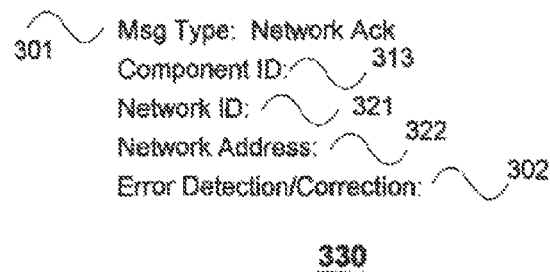 301 Msg Type: Network Ack
Component ID: 313
Network ID: 321
Network Address: 322
Error Detection/Correction: 302
330